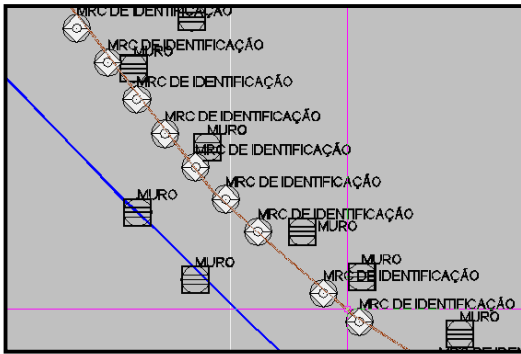 MRC DE IDENTIFICAÇÃO
MRC DE IDENTIFICAÇÃO
MURO
MRC DE IDENTIFICAÇÃO
MRC DE IDENTIFICAÇÃO
MURO
MRC DE IDENTIFICAÇÃO
MRC DE IDENTIFICAÇÃO
MURO
MRC DE IDENTIFICAÇÃO
MURO
MURO
MURO
MRC DE IDENTIFICAÇÃO
MRC DE IDENTIFICAÇÃO
MURO